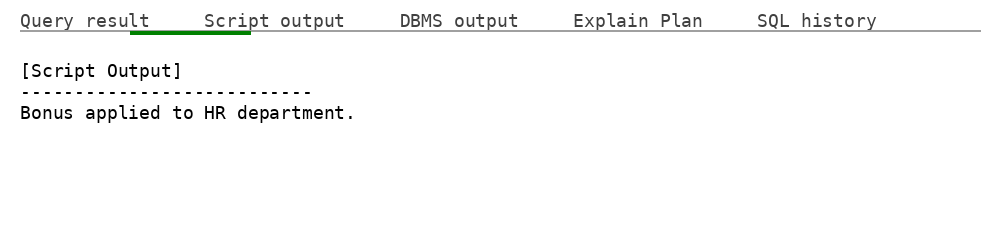 Query result     Script output     DBMS output     Explain Plan     SQL history
[Script Output]
---------------------------
Bonus applied to HR department.